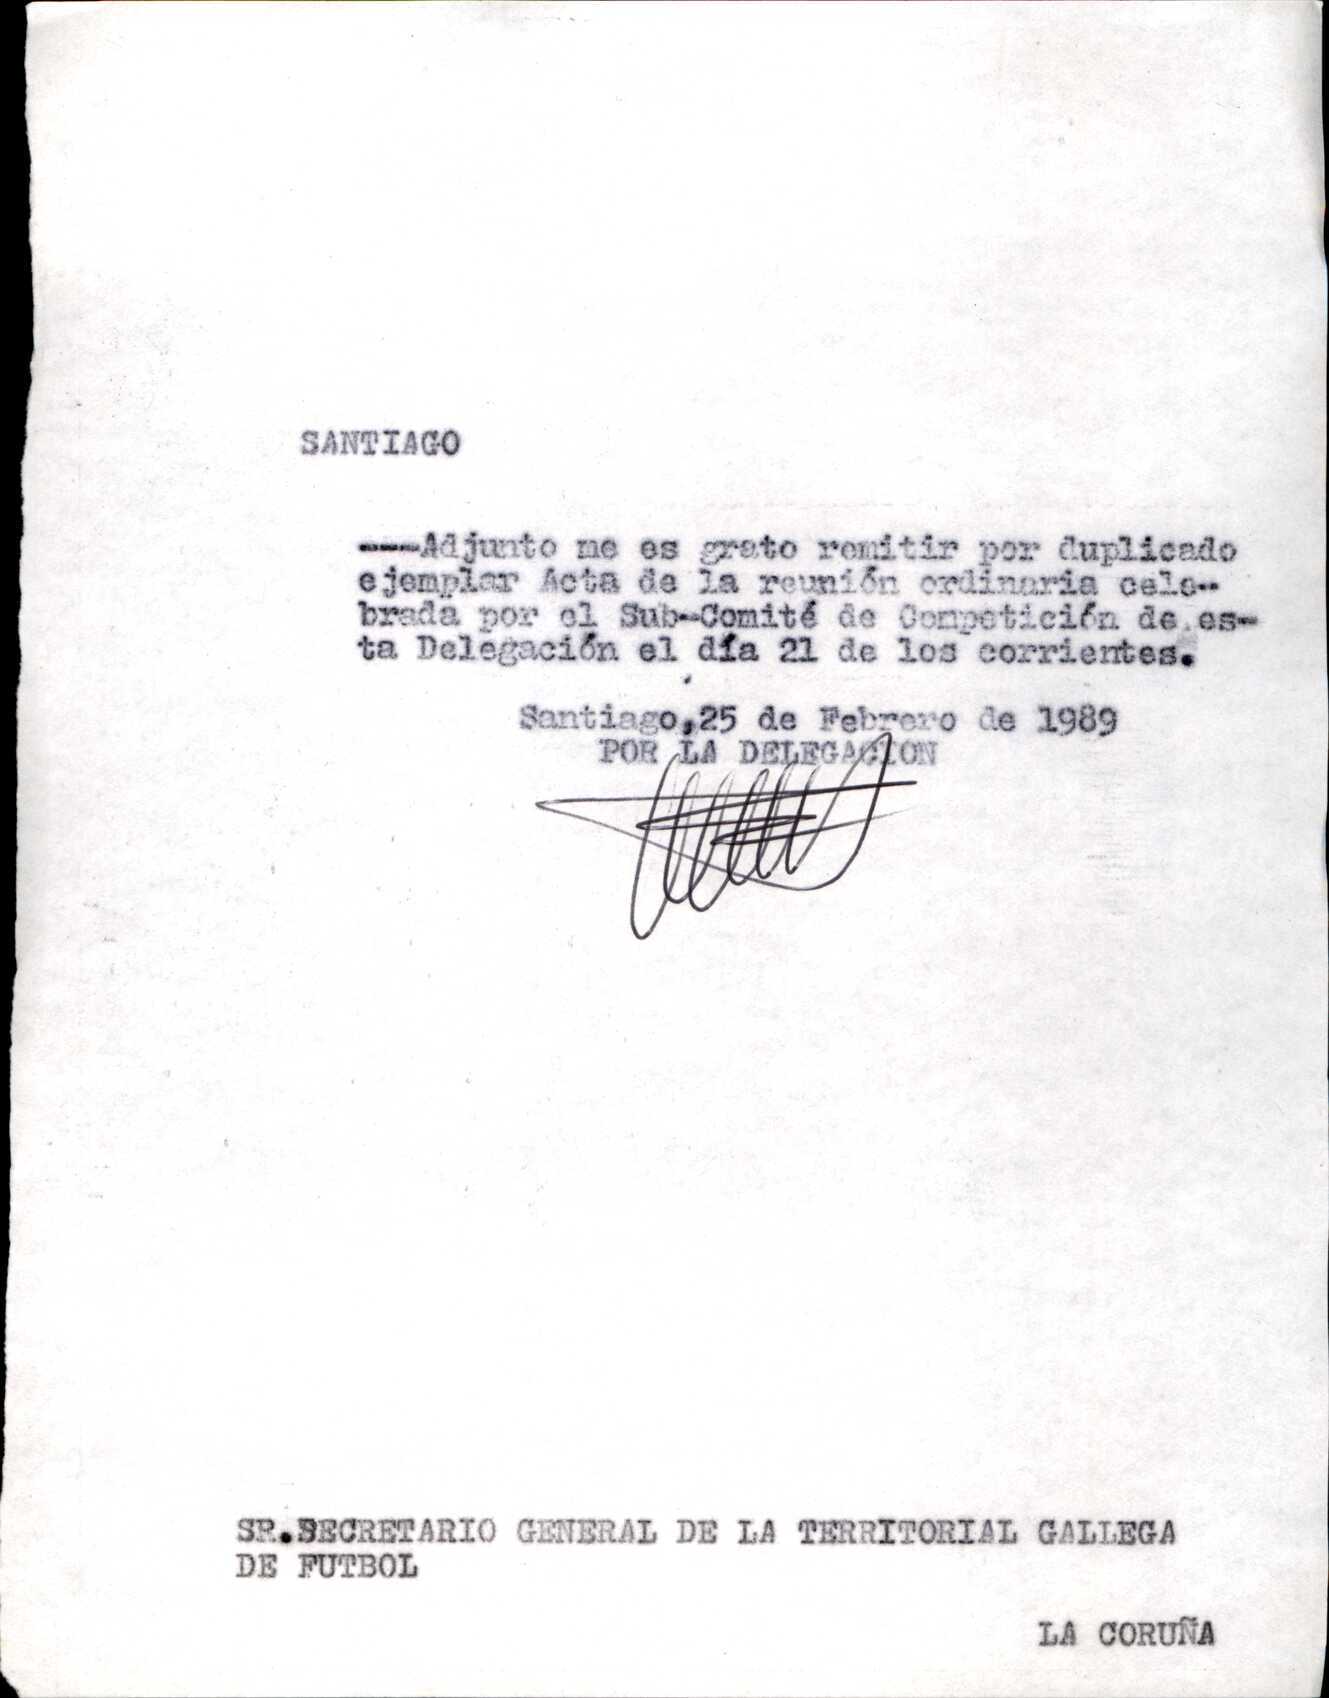 SANTIAGO
---Adjunto me es grato remitir por duplicado
ejemplar Acta de la reunión ordinaria cele--
brada por el Sub-Comité de Competición de es-
ta Delegación el día 21 de los corrientes.
Santiago,25 de Febrero de 1989
POR LA DELEGACION
SR.SECRETARIO GENERAL DE LA TERRITORIAL GALLEGA
DE FUTBOL
LA CORUÑA